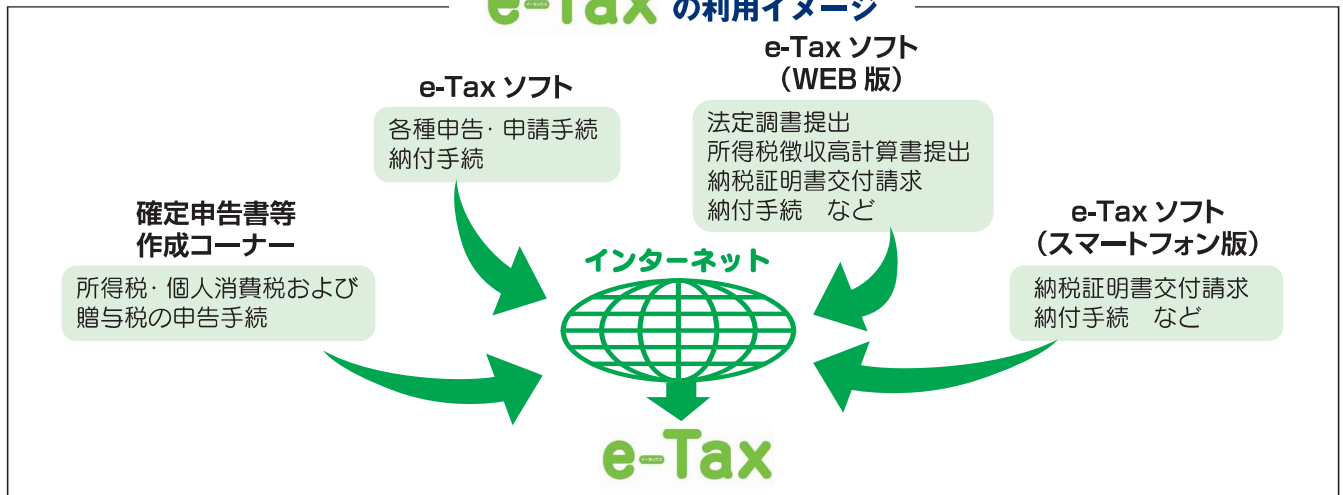 e-Tax の利用イメージ
e-Tax ソフト
各種申告・申請手続
納付手続
e-Tax ソフト
（WEB 版）
法定調書提出
所得税徴収高計算書提出
納税証明書交付請求
納付手続　など
確定申告書等
作成コーナー
所得税・個人消費税および
贈与税の申告手続
e-Tax ソフト
（スマートフォン版）
納税証明書交付請求
納付手続　など
インターネット
e-Tax